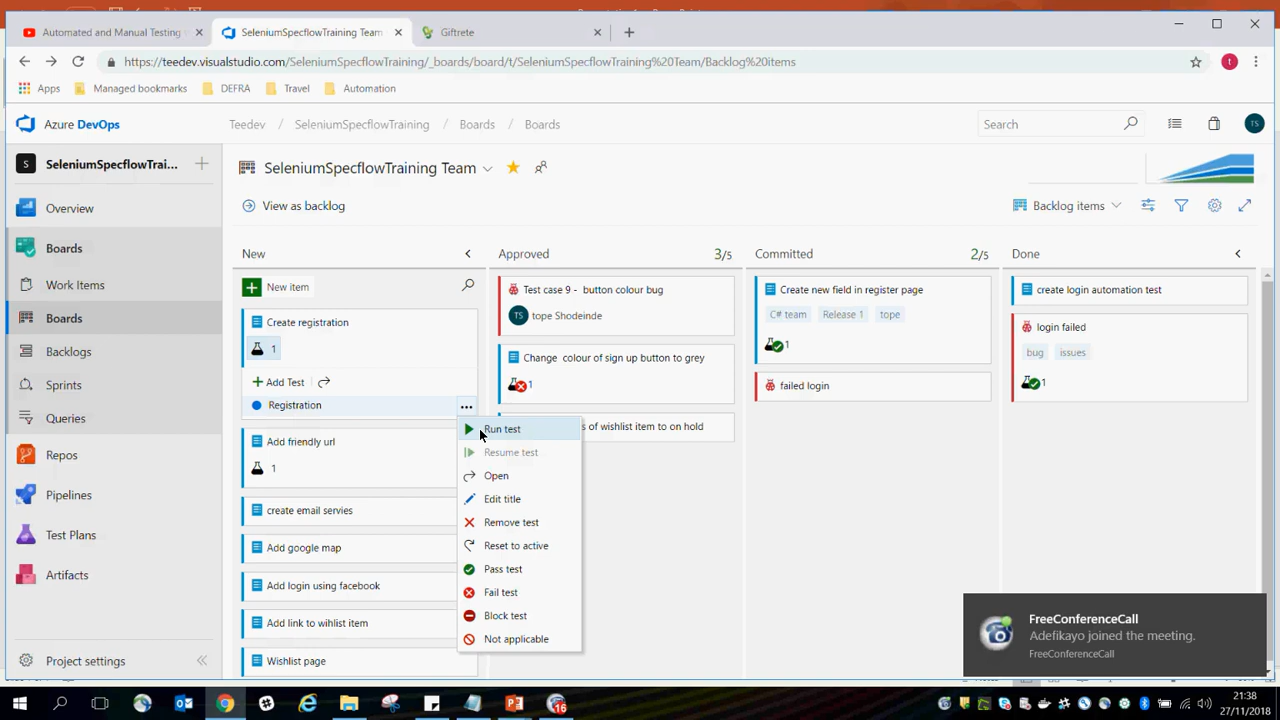 Automated and Manual Testing
SeleniumSpecflowTraining Team
Giftrete
https://teedev.visualstudio.com/SeleniumSpecflowTraining/_boards/board/t/SeleniumSpecflowTraining%20Team/Backlog%20items
t
Apps
Managed bookmarks
DEFRA
Travel
Automation
Azure DevOps
Teedev
SeleniumSpecflowTraining
Boards
Boards
Search
TS
S
SeleniumSpecflowTrai...
SeleniumSpecflowTraining Team
Overview
View as backlog
Backlog items
Boards
Work Items
Boards
Backlogs
Sprints
Queries
Repos
Pipelines
Test Plans
Artifacts
Project settings
New
New item
Create registration
1
Add Test
Registration
Add friendly url
1
create email servies
Add google map
Add login using facebook
Add link to wihlist item
Wishlist page
Run test
Resume test
Open
Edit title
Remove test
Reset to active
Pass test
Fail test
Block test
Not applicable
Approved 3/5
Test case 9 - button colour bug
TS tope Shodeinde
Change colour of sign up button to grey
1
s of wishlist item to on hold
Committed 2/5
Create new field in register page
C# team Release 1 tope
1
failed login
Done
create login automation test
login failed
bug issues
1
FreeConferenceCall
Adefikayo joined the meeting.
FreeConferenceCall
16
21:38
27/11/2018